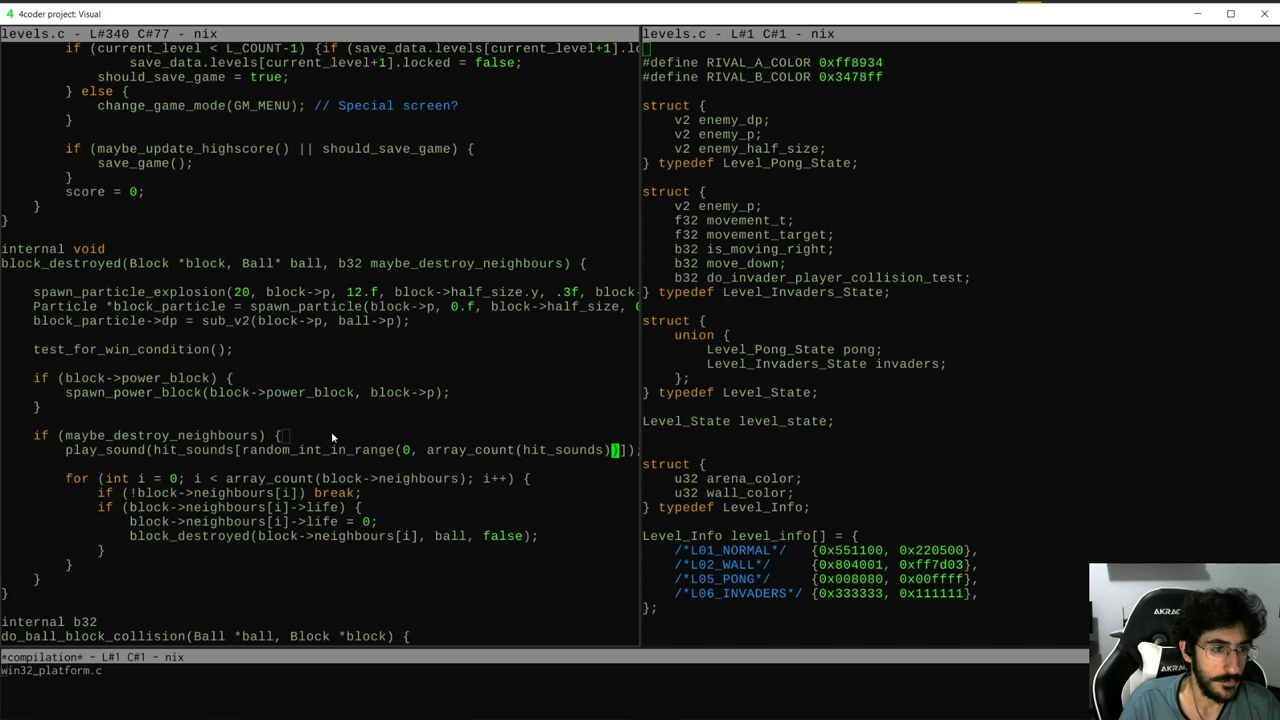 4 4coder project: Visual
levels.c - L#340 C#77 - nix
if (current_level < L_COUNT-1) {if (save_data.levels[current_level+1].lo
save_data.levels[current_level+1].locked = false;
should_save_game = true;
} else {
change_game_mode(GM_MENU); // Special screen?
}
if (maybe_update_highscore() || should_save_game) {
save_game();
}
score = 0;
}
}
internal void
block_destroyed(Block *block, Ball* ball, b32 maybe_destroy_neighbours) {
spawn_particle_explosion(20, block->p, 12.f, block->half_size.y, .3f, block-
Particle *block_particle = spawn_particle(block->p, 0.f, block->half_size, 0
block_particle->dp = sub_v2(block->p, ball->p);
test_for_win_condition();
if (block->power_block) {
spawn_power_block(block->power_block, block->p);
}
if (maybe_destroy_neighbours) {
play_sound(hit_sounds[random_int_in_range(0, array_count(hit_sounds))]);
for (int i = 0; i < array_count(block->neighbours); i++) {
if (!block->neighbours[i]) break;
if (block->neighbours[i]->life) {
block->neighbours[i]->life = 0;
block_destroyed(block->neighbours[i], ball, false);
}
}
}
}
internal b32
do_ball_block_collision(Ball *ball, Block *block) {
levels.c - L#1 C#1 - nix
#define RIVAL_A_COLOR 0xff8934
#define RIVAL_B_COLOR 0x3478ff
struct {
v2 enemy_dp;
v2 enemy_p;
v2 enemy_half_size;
} typedef Level_Pong_State;
struct {
v2 enemy_p;
f32 movement_t;
f32 movement_target;
b32 is_moving_right;
b32 move_down;
b32 do_invader_player_collision_test;
} typedef Level_Invaders_State;
struct {
union {
Level_Pong_State pong;
Level_Invaders_State invaders;
};
} typedef Level_State;
Level_State level_state;
struct {
u32 arena_color;
u32 wall_color;
} typedef Level_Info;
Level_Info level_info[] = {
/*L01_NORMAL*/ {0x551100, 0x220500},
/*L02_WALL*/ {0x804001, 0xff7d03},
/*L05_PONG*/ {0x008080, 0x00ffff},
/*L06_INVADERS*/ {0x333333, 0x111111},
};
*compilation* - L#1 C#1 - nix
win32_platform.c
AKRAC
AKRA